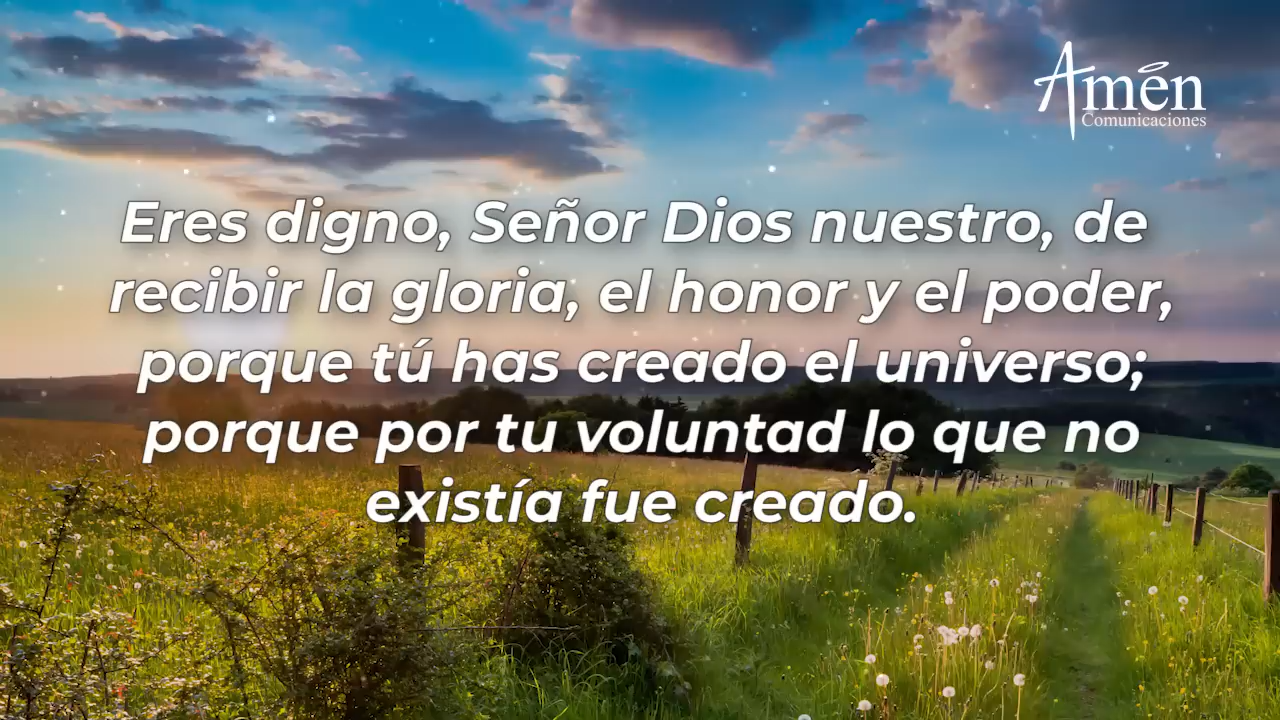 Amén
Comunicaciones
Eres digno, Señor Dios nuestro, de
recibir la gloria, el honor y el poder,
porque tú has creado el universo;
porque por tu voluntad lo que no
existía fue creado.